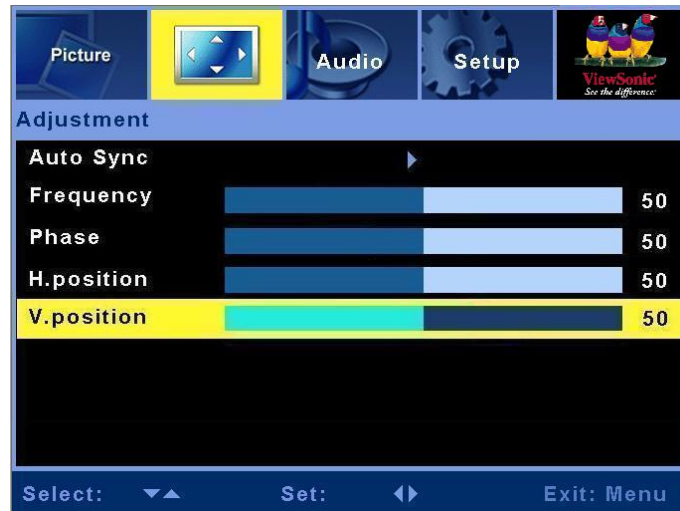 Picture
Audio
Setup
ViewSonic
See the difference
Adjustment
Auto Sync
Frequency 50
Phase 50
H.position 50
V.position 50
Select: Set: Exit: Menu